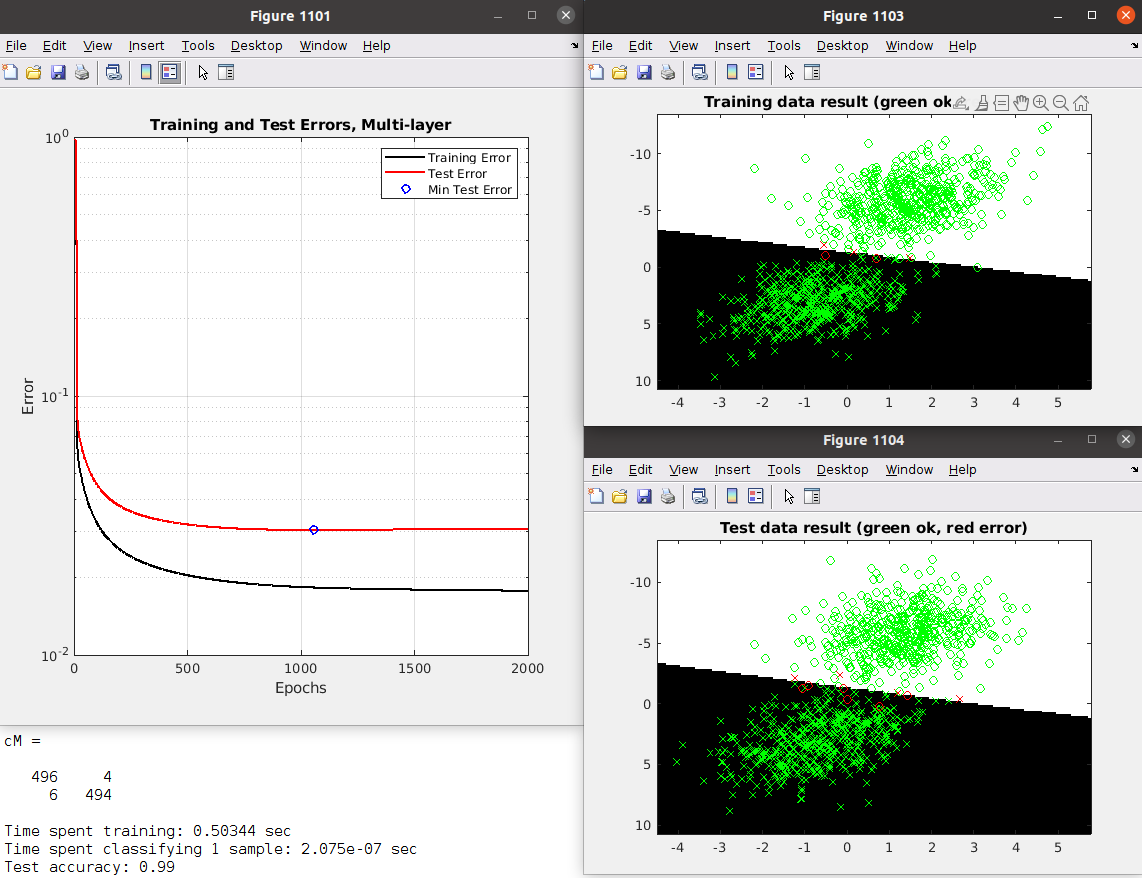 Figure 1101
File Edit View Insert Tools Desktop Window Help
Training and Test Errors, Multi-layer
10^0
10^-1
10^-2
Error
Training Error
Test Error
Min Test Error
0 500 1000 1500 2000
Epochs
cM =
496 4
6 494
Time spent training: 0.50344 sec
Time spent classifying 1 sample: 2.075e-07 sec
Test accuracy: 0.99
Figure 1103
File Edit View Insert Tools Desktop Window Help
Training data result (green ok
-10
-5
0
5
10
-4 -3 -2 -1 0 1 2 3 4 5
Figure 1104
File Edit View Insert Tools Desktop Window Help
Test data result (green ok, red error)
-10
-5
0
5
10
-4 -3 -2 -1 0 1 2 3 4 5